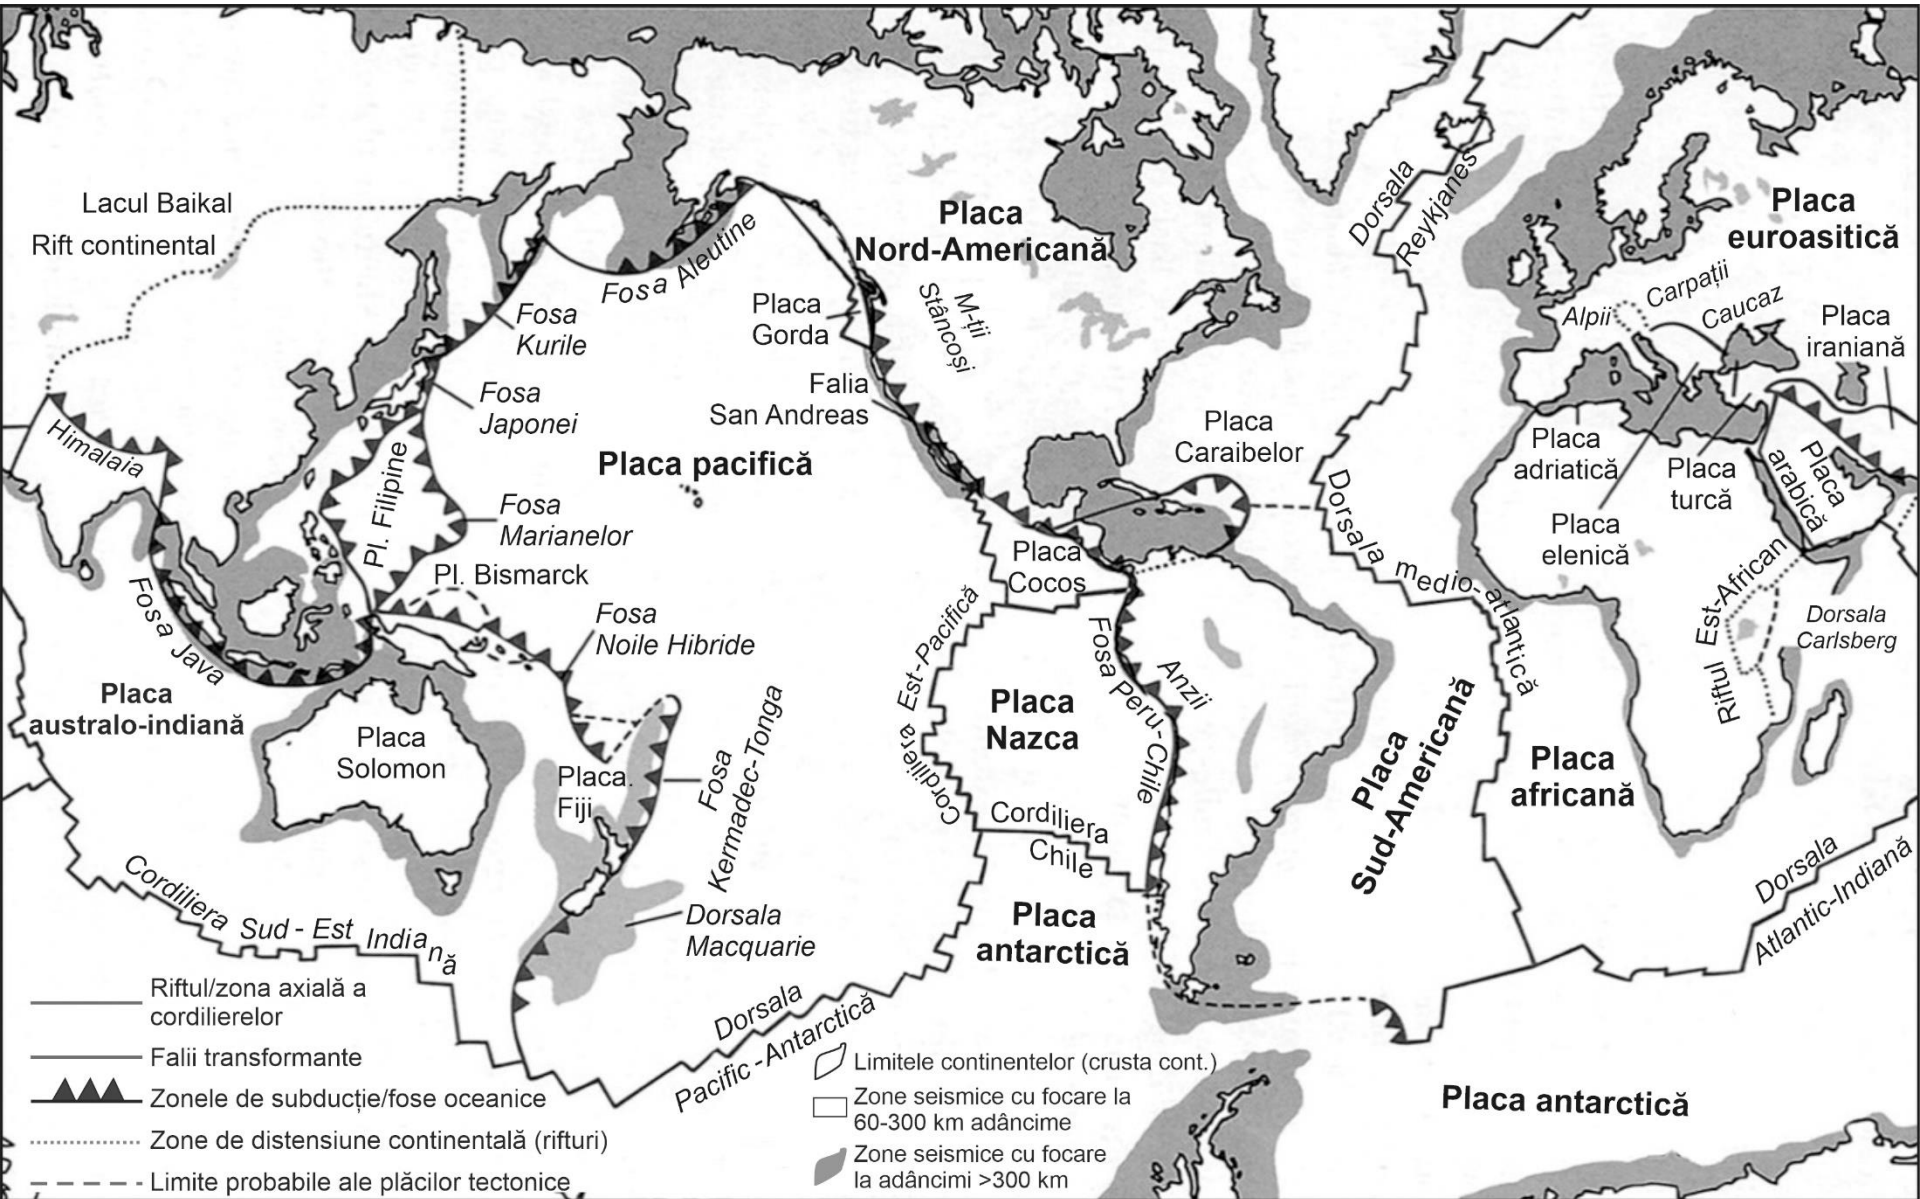 Lacul Baikal
Rift continental
Himalaia
Fosa Java
Placa
australo-indiană
Placa
Solomon
Cordiliera Sud - Est Indiană
Fosa Aleutine
Fosa
Kurile
Fosa
Japonei
Pl. Filipine
Fosa
Marianelor
Pl. Bismarck
Fosa
Noile Hibride
Placa.
Fiji
Fosa
Kermadec-Tonga
Dorsala
Macquarie
Placa pacifică
Placa
Gorda
Falia
San Andreas
Placa
Nord-Americană
M-ții
Stâncoși
Placa
Caraibelor
Placa
Cocos
Cordiliera Est-Pacifică
Placa
Nazca
Fosa Peru-Chile
Anzii
Cordiliera
Chile
Placa
antarctică
Dorsala
Pacific-Antarctică
Dorsala
Reykjanes
Dorsala medio-atlantică
Placa
Sud-Americană
Placa
euroasitică
Alpii
Carpații
Caucaz
Placa
iraniană
Placa
adriatică
Placa
turcă
Placa
elenică
Placa
arabică
Riftul Est-African
Dorsala
Carlsberg
Placa
africană
Dorsala
Atlantic-Indiană
Placa antarctică
Riftul/zona axială a
cordilierelor
Falii transformante
Zonele de subducție/fose oceanice
Zone de distensiune continentală (rifturi)
Limite probabile ale plăcilor tectonice
Limitele continentelor (crusta cont.)
Zone seismice cu focare la
60-300 km adâncime
Zone seismice cu focare
la adâncimi >300 km